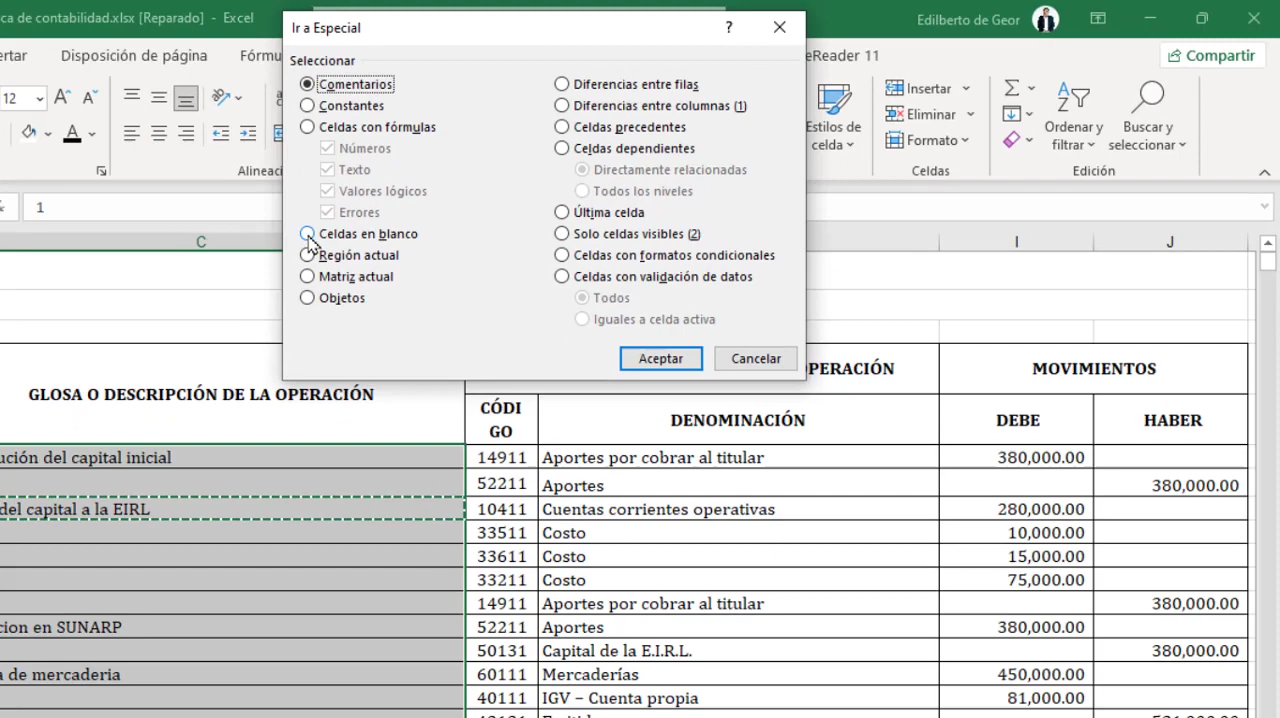 ca de contabilidad.xlsx [Reparado] - Excel
Edilberto de Geor
ertar
Disposición de página
Fórmu
eReader 11
Compartir
12
Alineaci
Estilos de
celda
Insertar
Eliminar
Formato
Celdas
Ordenar y
filtrar
Buscar y
seleccionar
Edición
Ir a Especial
?
Seleccionar
Comentarios
Constantes
Celdas con fórmulas
Números
Texto
Valores lógicos
Errores
Celdas en blanco
Región actual
Matriz actual
Objetos
Diferencias entre filas
Diferencias entre columnas (1)
Celdas precedentes
Celdas dependientes
Directamente relacionadas
Todos los niveles
Última celda
Solo celdas visibles (2)
Celdas con formatos condicionales
Celdas con validación de datos
Todos
Iguales a celda activa
Aceptar
Cancelar
1
C
I
J
GLOSA O DESCRIPCIÓN DE LA OPERACIÓN
PERACIÓN
MOVIMIENTOS
CÓDI
GO
DENOMINACIÓN
DEBE
HABER
ución del capital inicial 14911 Aportes por cobrar al titular 380,000.00
52211 Aportes 380,000.00
del capital a la EIRL 10411 Cuentas corrientes operativas 280,000.00
33511 Costo 10,000.00
33611 Costo 15,000.00
33211 Costo 75,000.00
14911 Aportes por cobrar al titular 380,000.00
cion en SUNARP 52211 Aportes 380,000.00
50131 Capital de la E.I.R.L. 380,000.00
a de mercaderia 60111 Mercaderías 450,000.00
40111 IGV – Cuenta propia 81,000.00